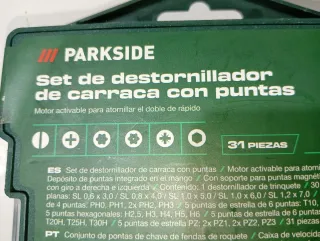 PARKSIDE
Set de destornillador
de carraca con puntas
Motor activable para atornillar el doble de rápido
31 PIEZAS
ES Set de destornillador de carraca con puntas / Motor activable
Depósito de puntas integrado en el mango / Con soporte para puntas magnét
con giro a derecha e izquierdo / Contenido: 1 destornillador de trinquete / 30
planas: SL 0,6 x 3,0 / SL 0,8 x 4,0 / SL 1,0 x 5,0 / SL 1,0 x 6,0 / SL 1,2 x 7,0 /
de 4 puntas: PH0, PH1, 2x PH2, PH3 / 5 puntas de estrella de 6 puntas: T10,
5 puntas hexagonales: H2.5, H3, H4, H5, H6 / 5 puntas de estrella de 6
T20H, T25H, T30H / 5 puntas de estrella PZ: 2x PZ1, 2x PZ2, PZ3 / 31 piezas
PT Conjunto de pontas de chave de fendas de roquete / Caixa de velocida